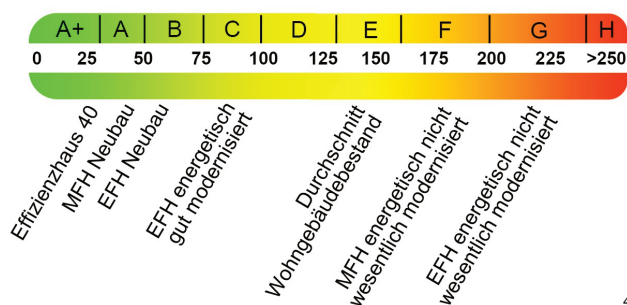 A+ A B C D E F G H
0 25 50 75 100 125 150 175 200 225 >250
Effizienzhaus 40
MFH Neubau
EFH Neubau
EFH energetisch
gut modernisiert
Durchschnitt
Wohngebäudebestand
MFH energetisch nicht
wesentlich modernisiert
EFH energetisch nicht
wesentlich modernisiert